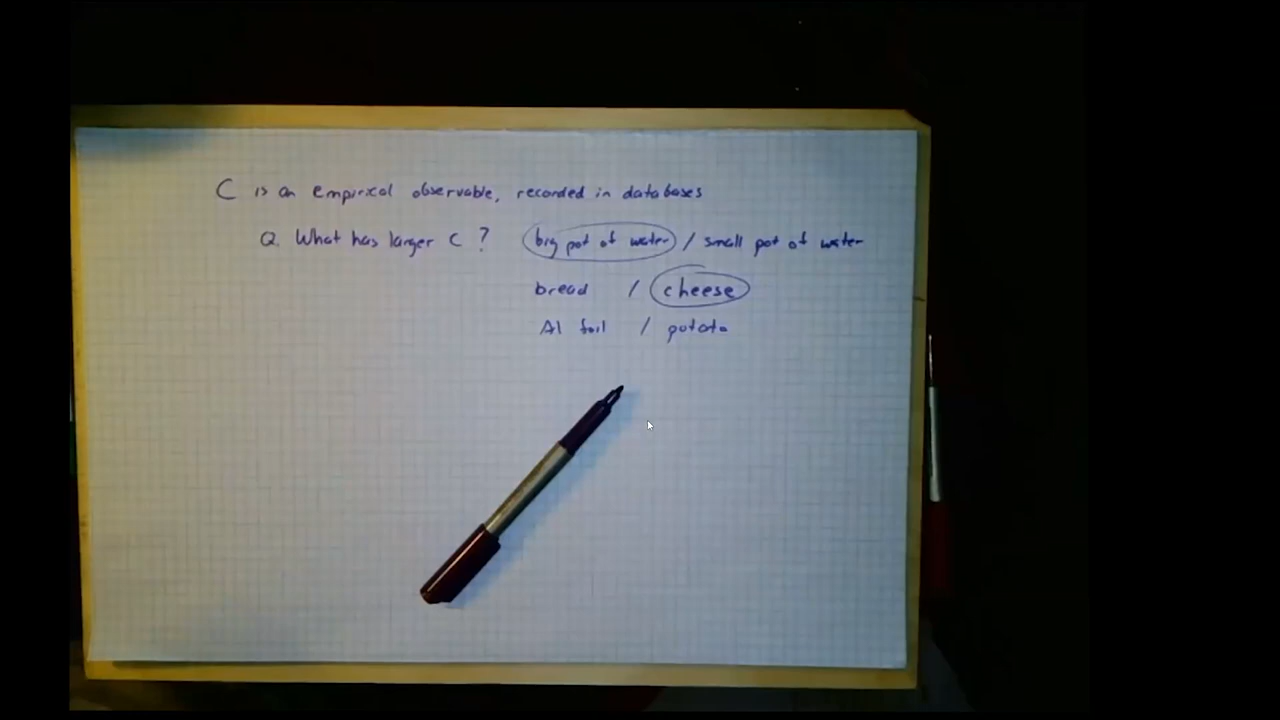 C is an empirical observable, recorded in databases
Q. What has larger C ? big pot of water / small pot of water
bread / cheese
Al foil / potato